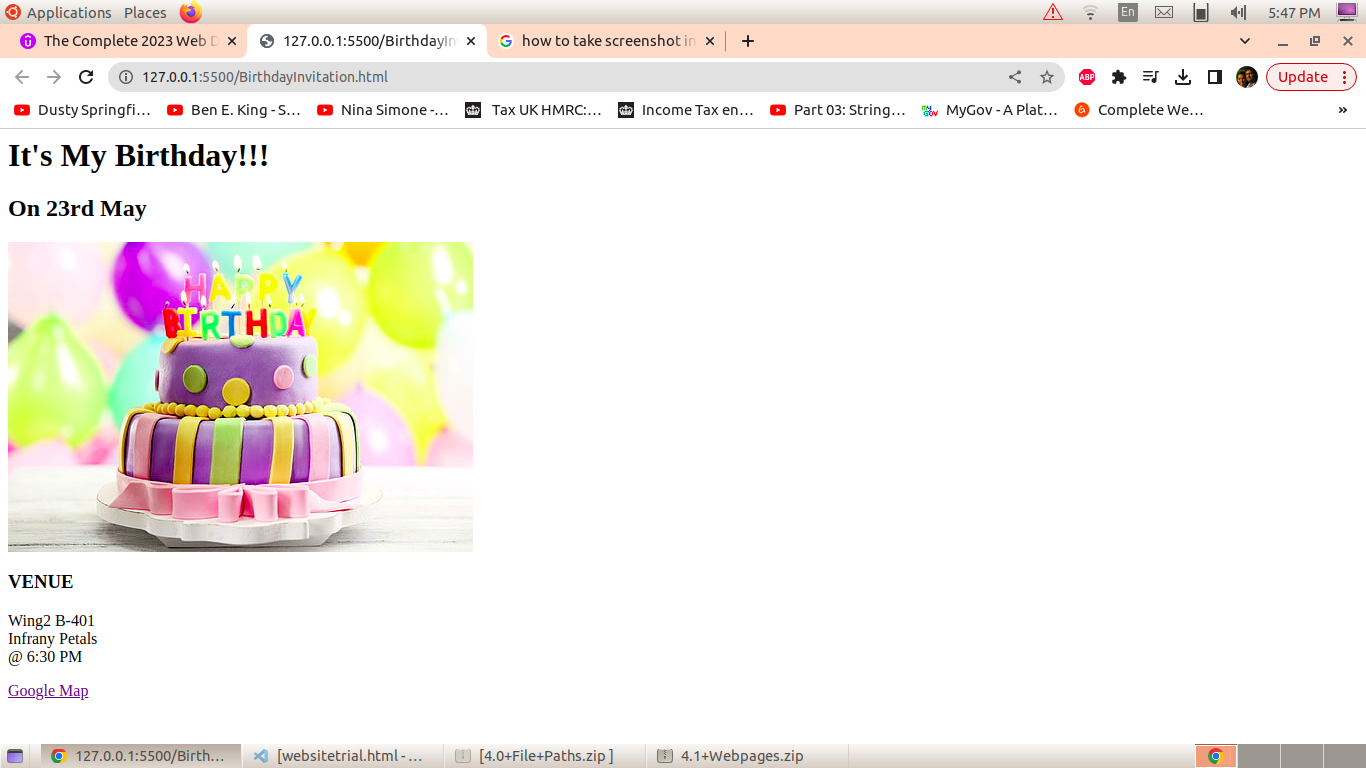 Applications Places En 5:47 PM
The Complete 2023 Web D 127.0.0.1:5500/BirthdayIn how to take screenshot in
127.0.0.1:5500/BirthdayInvitation.html ABP Update
Dusty Springfi... Ben E. King - S... Nina Simone -... Tax UK HMRC:... Income Tax en... Part 03: String... MyGov - A Plat... Complete We... »
It's My Birthday!!!
On 23rd May
HAPPY
BIRTHDAY
VENUE
Wing2 B-401
Infrany Petals
@ 6:30 PM
Google Map
127.0.0.1:5500/Birth... [websitetrial.html - ... [4.0+File+Paths.zip ] 4.1+Webpages.zip